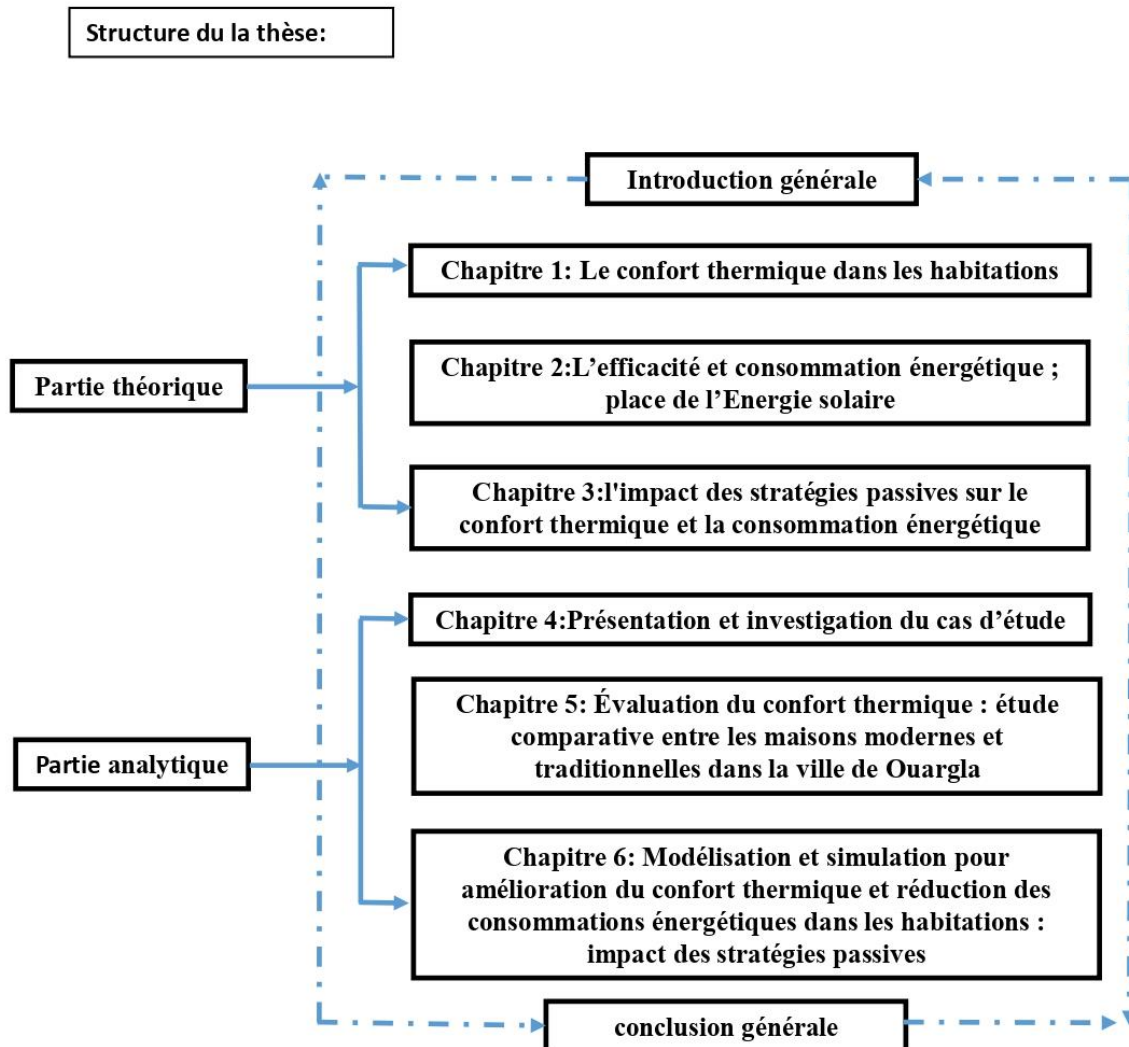 Structure du la thèse:
Introduction générale
Chapitre 1: Le confort thermique dans les habitations
Chapitre 2:L’efficacité et consommation énergétique ;
place de l’Energie solaire
Partie théorique
Chapitre 3:l'impact des stratégies passives sur le
confort thermique et la consommation énergétique
Chapitre 4:Présentation et investigation du cas d’étude
Chapitre 5: Évaluation du confort thermique : étude
comparative entre les maisons modernes et
traditionnelles dans la ville de Ouargla
Partie analytique
Chapitre 6: Modélisation et simulation pour
amélioration du confort thermique et réduction des
consommations énergétiques dans les habitations :
impact des stratégies passives
conclusion générale